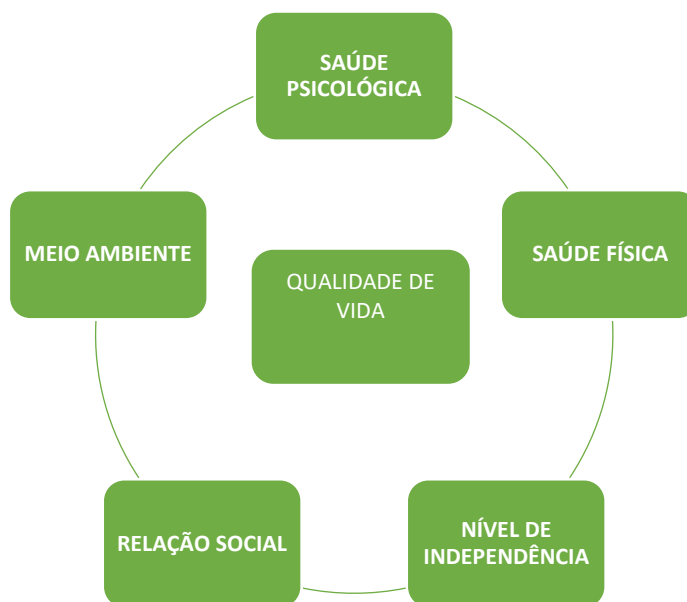 SAÚDE
PSICOLÓGICA
MEIO AMBIENTE
SAÚDE FÍSICA
QUALIDADE DE
VIDA
RELAÇÃO SOCIAL
NÍVEL DE
INDEPENDÊNCIA